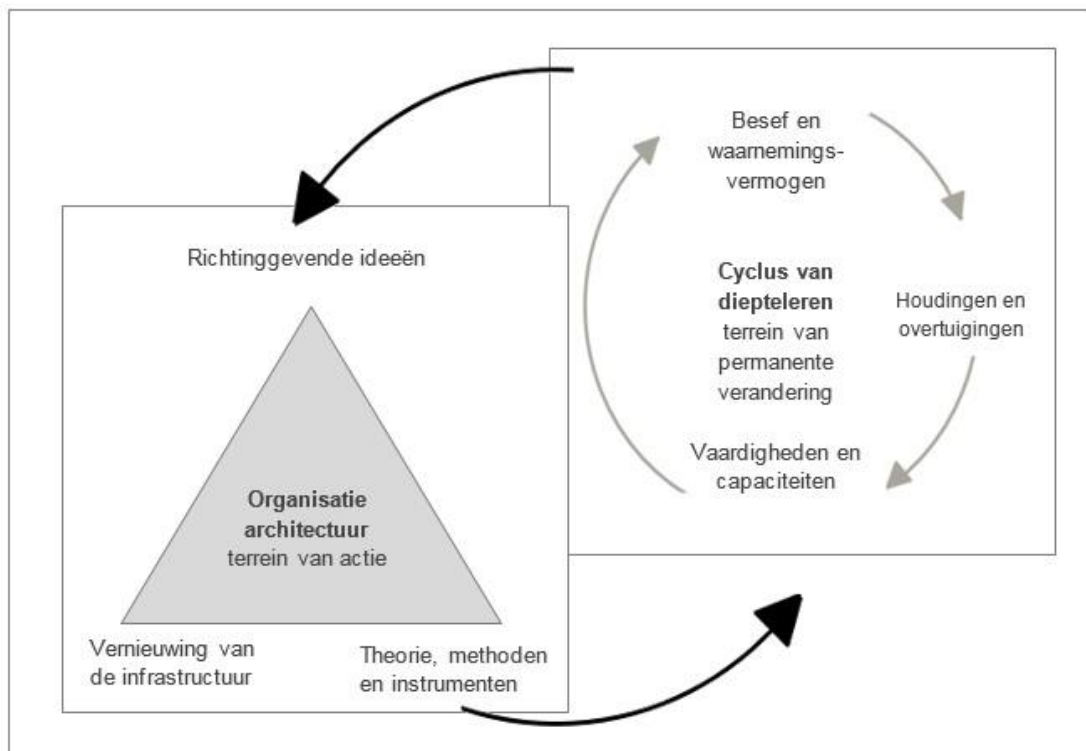 Besef en
waarnemings-
vermogen
Richtinggevende ideeën
Cyclus van
diepteleren
terrein van
permanente
verandering
Houdingen en
overtuigingen
Vaardigheden en
capaciteiten
Organisatie
architectuur
terrein van actie
Vernieuwing van
de infrastructuur
Theorie, methoden
en instrumenten